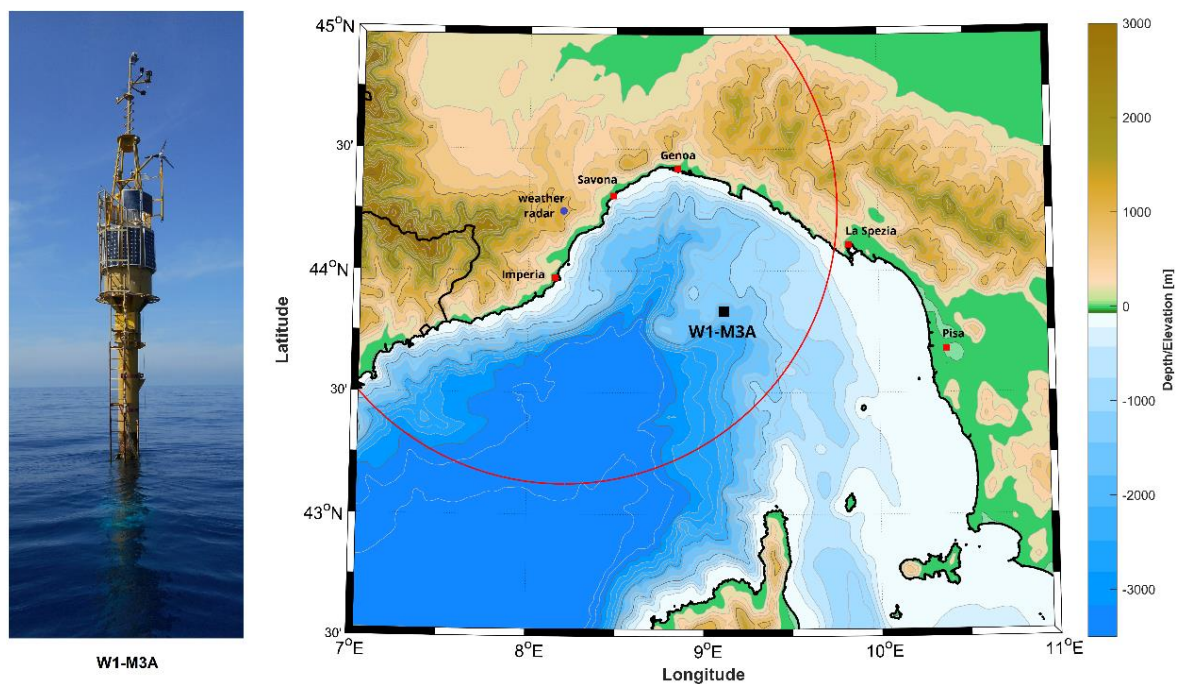 W1-M3A
45°N
30'
44°N
30'
43°N
30'
7°E
8°E
9°E
10°E
11°E
Latitude
Longitude
Genoa
Savona
weather
radar
Imperia
La Spezia
W1-M3A
Pisa
3000
2000
1000
0
-1000
-2000
-3000
Depth/Elevation [m]